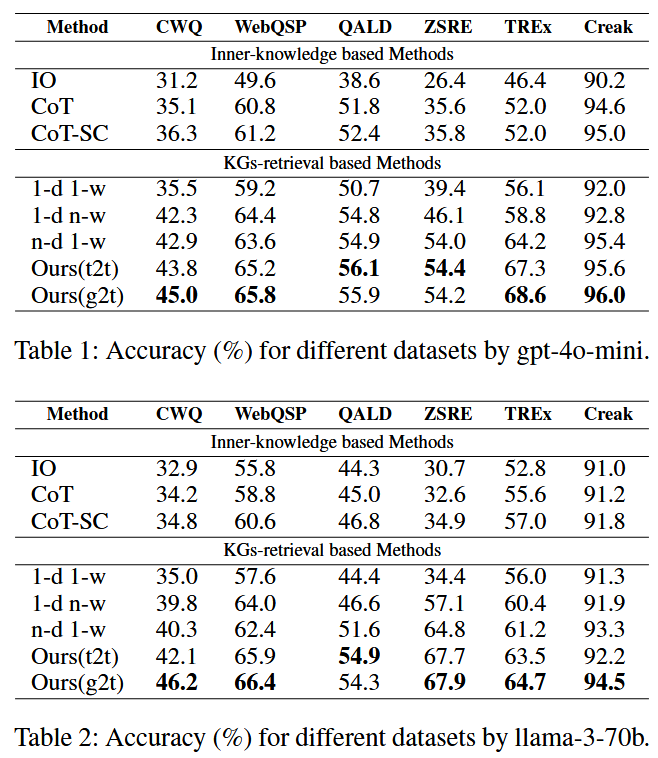 Method CWQ WebQSP QALD ZSRE TREx Creak
Inner-knowledge based Methods
IO 31.2 49.6 38.6 26.4 46.4 90.2
CoT 35.1 60.8 51.8 35.6 52.0 94.6
CoT-SC 36.3 61.2 52.4 35.8 52.0 95.0
KGs-retrieval based Methods
1-d 1-w 35.5 59.2 50.7 39.4 56.1 92.0
1-d n-w 42.3 64.4 54.8 46.1 58.8 92.8
n-d 1-w 42.9 63.6 54.9 54.0 64.2 95.4
Ours(t2t) 43.8 65.2 56.1 54.4 67.3 95.6
Ours(g2t) 45.0 65.8 55.9 54.2 68.6 96.0
Table 1: Accuracy (%) for different datasets by gpt-4o-mini.
Method CWQ WebQSP QALD ZSRE TREx Creak
Inner-knowledge based Methods
IO 32.9 55.8 44.3 30.7 52.8 91.0
CoT 34.2 58.8 45.0 32.6 55.6 91.2
CoT-SC 34.8 60.6 46.8 34.9 57.0 91.8
KGs-retrieval based Methods
1-d 1-w 35.0 57.6 44.4 34.4 56.0 91.3
1-d n-w 39.8 64.0 46.6 57.1 60.4 91.9
n-d 1-w 40.3 62.4 51.6 64.8 61.2 93.3
Ours(t2t) 42.1 65.9 54.9 67.7 63.5 92.2
Ours(g2t) 46.2 66.4 54.3 67.9 64.7 94.5
Table 2: Accuracy (%) for different datasets by llama-3-70b.